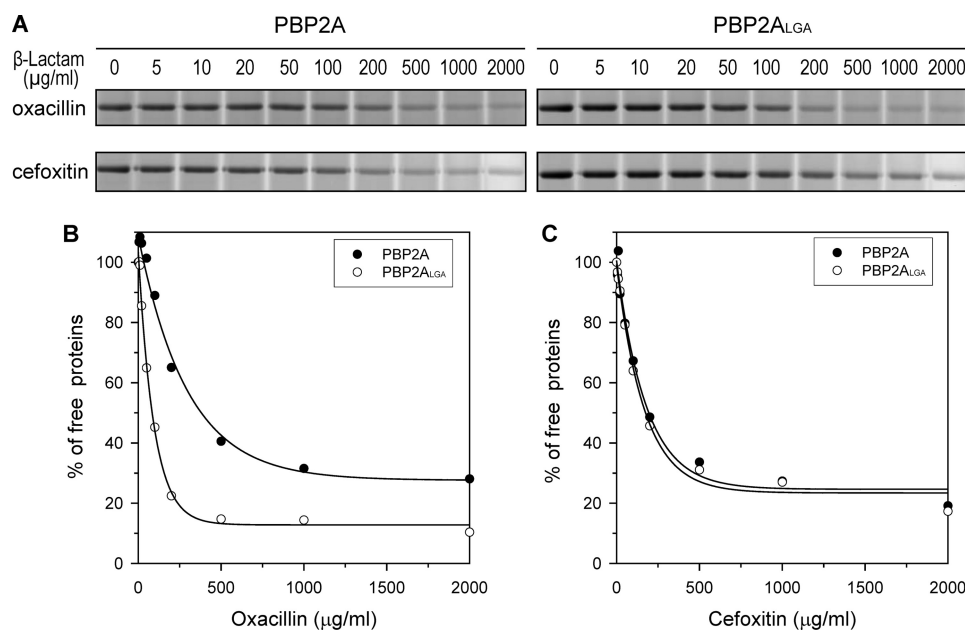 A
PBP2A
PBP2ALGA
β-Lactam
(μg/ml)
0 5 10 20 50 100 200 500 1000 2000
0 5 10 20 50 100 200 500 1000 2000
oxacillin
cefoxitin
B
PBP2A
PBP2ALGA
100
80
60
40
20
0
% of free proteins
0 500 1000 1500 2000
Oxacillin (μg/ml)
C
PBP2A
PBP2ALGA
100
80
60
40
20
0
% of free proteins
0 500 1000 1500 2000
Cefoxitin (μg/ml)